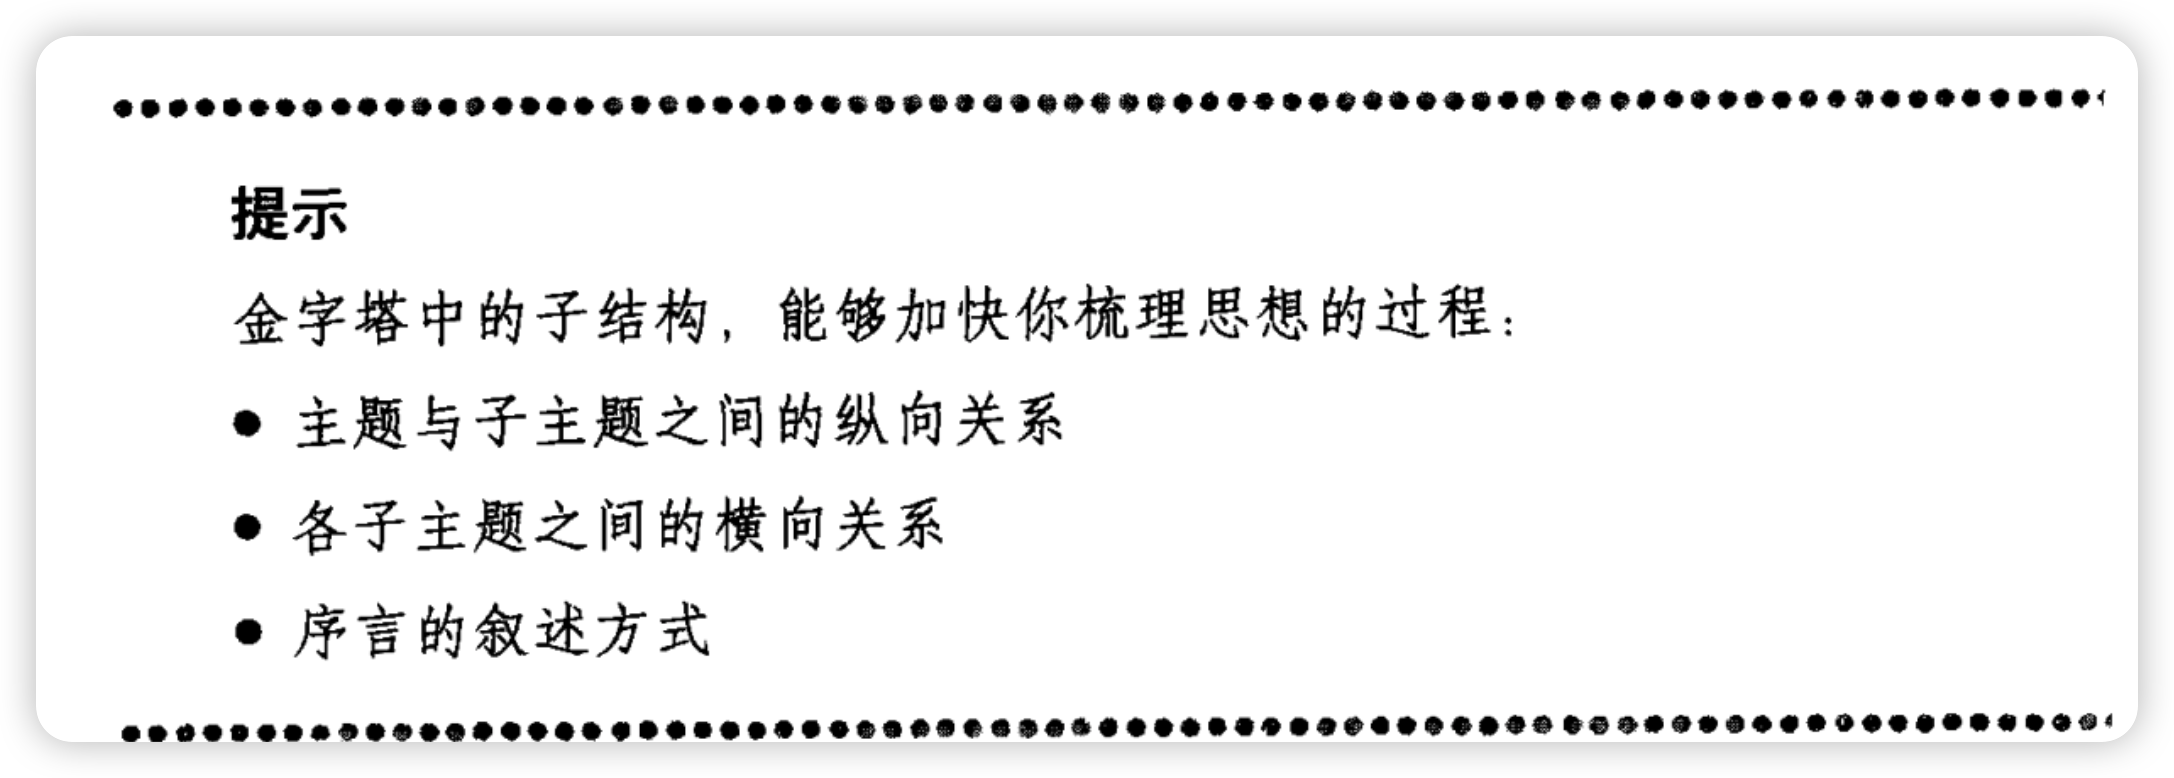 提示
金字塔中的子结构，能够加快你梳理思想的过程：
● 主题与子主题之间的纵向关系
● 各子主题之间的横向关系
● 序言的叙述方式